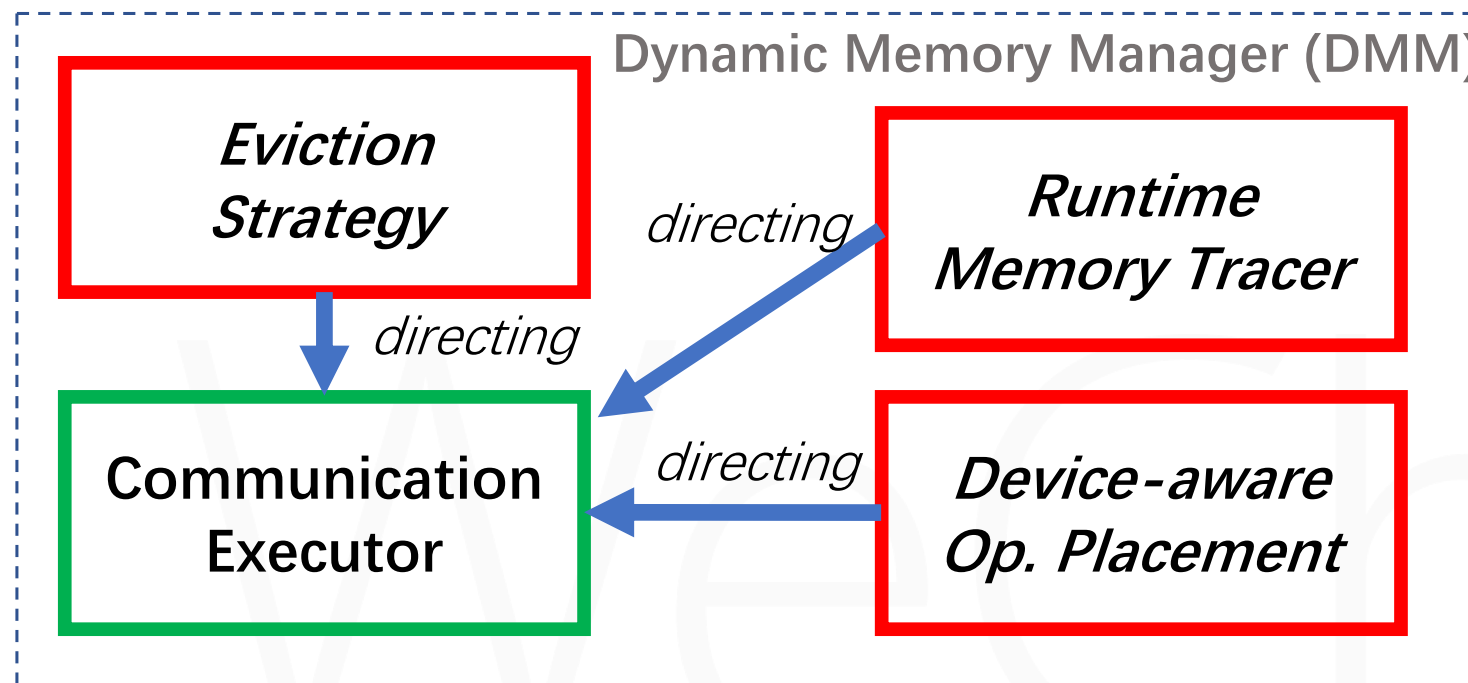 Dynamic Memory Manager (DMM)
Eviction
Strategy
directing
Runtime
Memory Tracer
directing
Communication
Executor
directing
Device-aware
Op. Placement